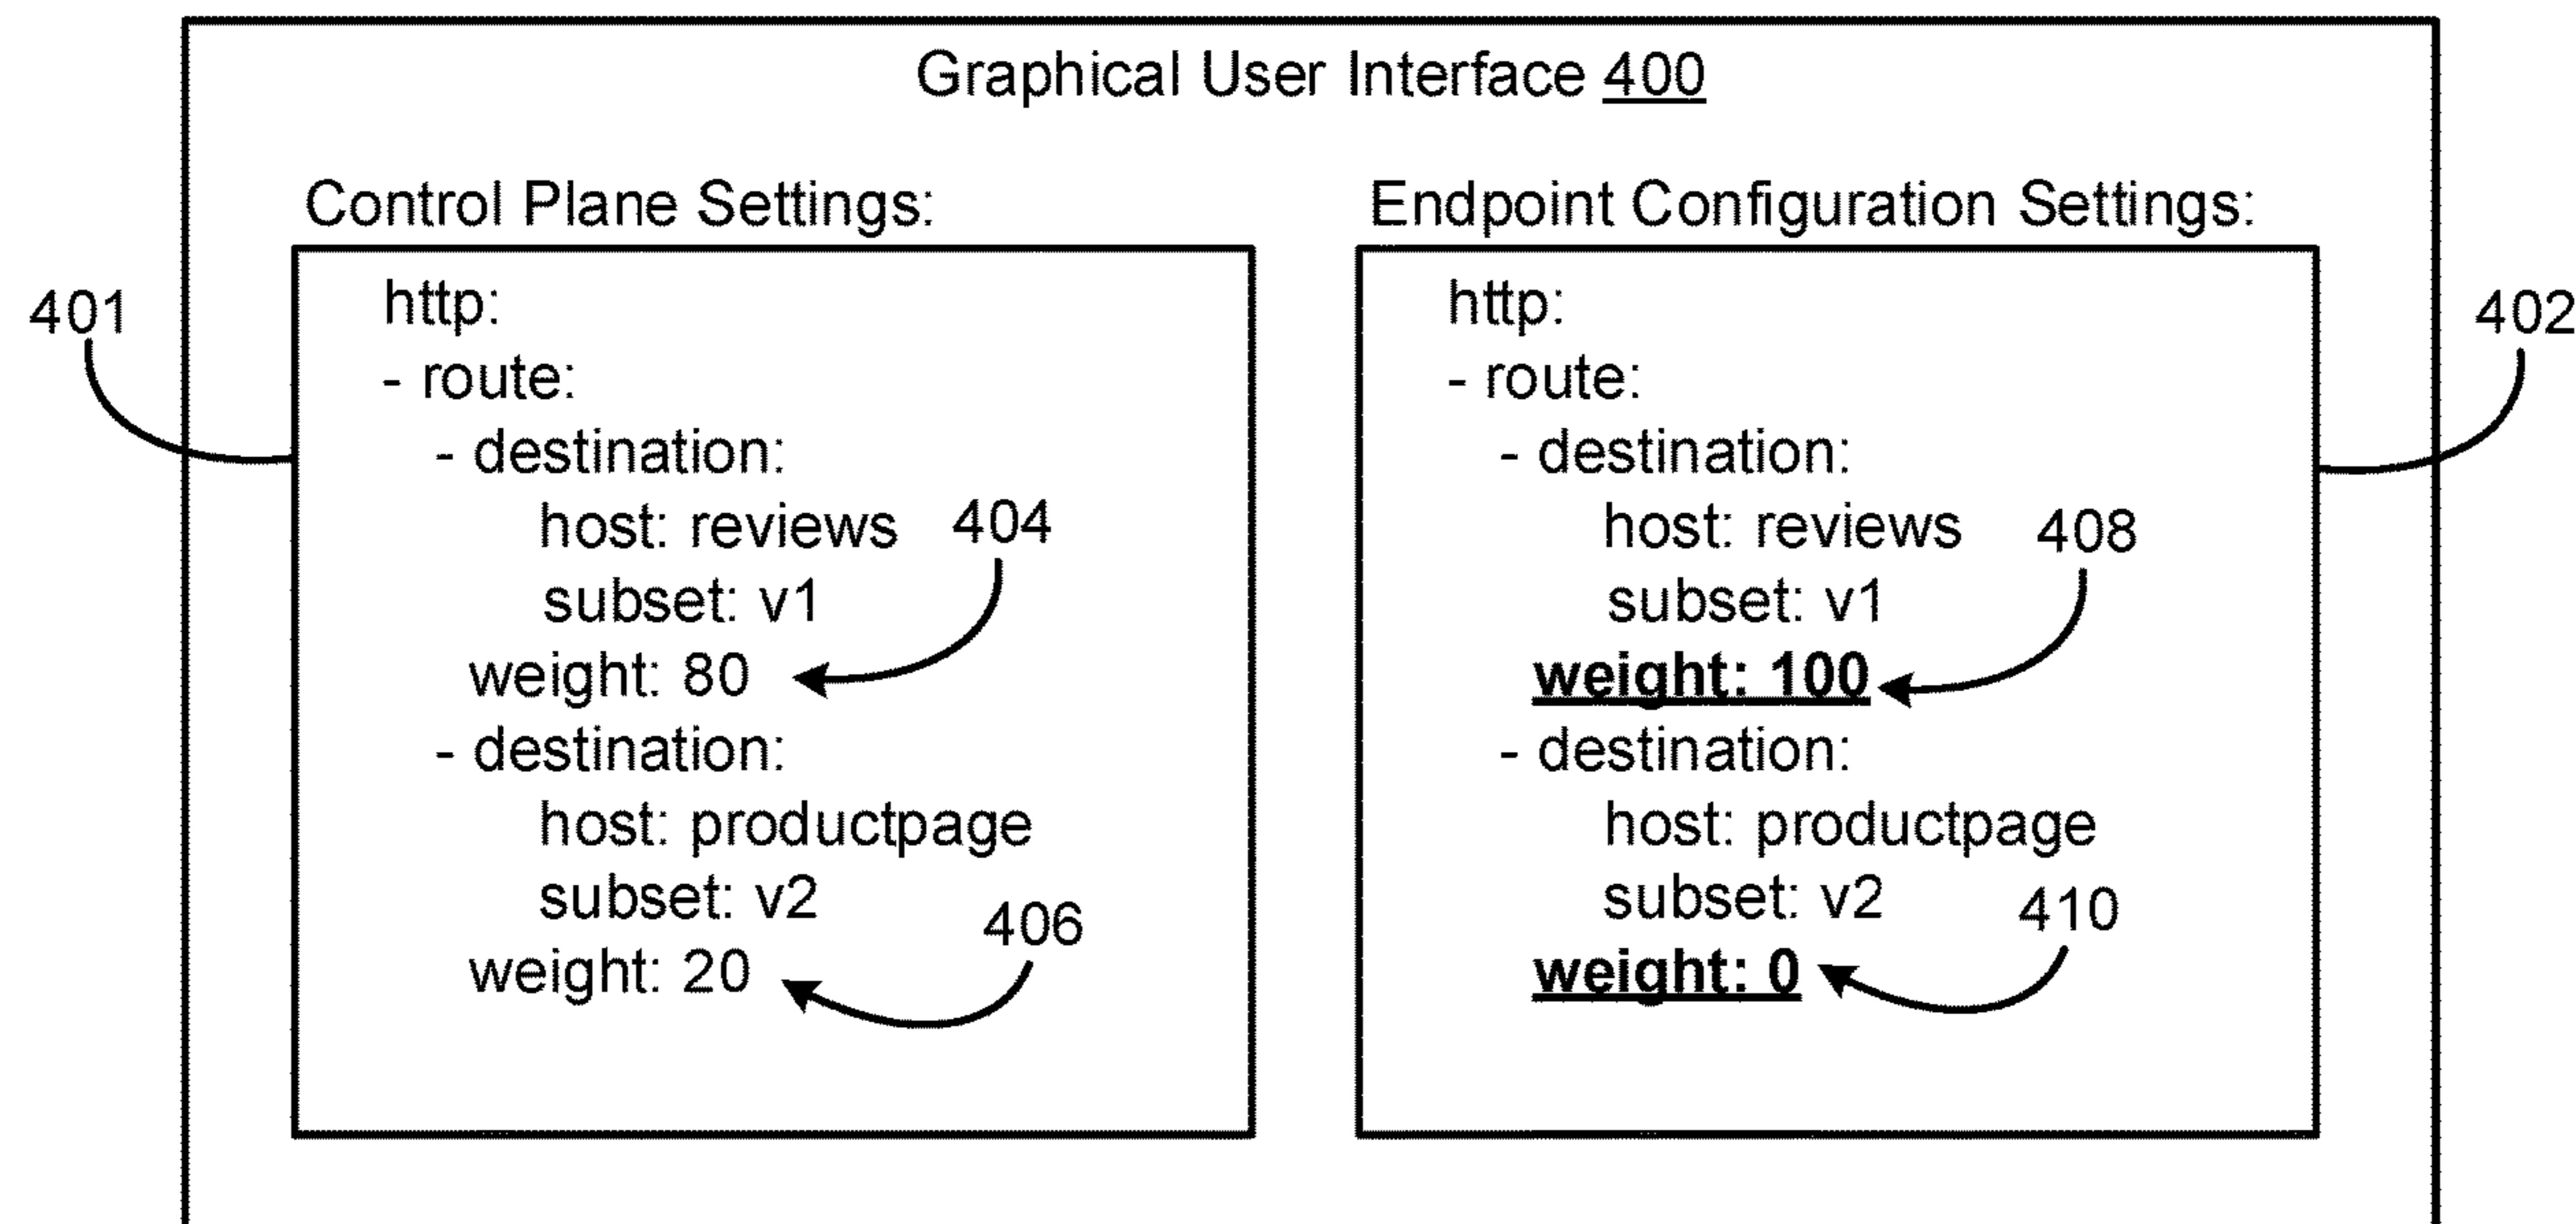 Graphical User Interface 400
Control Plane Settings:
401
http:
- route:
- destination:
host: reviews
404
subset: v1
weight: 80
- destination:
host: productpage
subset: v2
406
weight: 20
Endpoint Configuration Settings:
402
http:
- route:
- destination:
host: reviews
408
subset: v1
weight: 100
- destination:
host: productpage
subset: v2
410
weight: 0